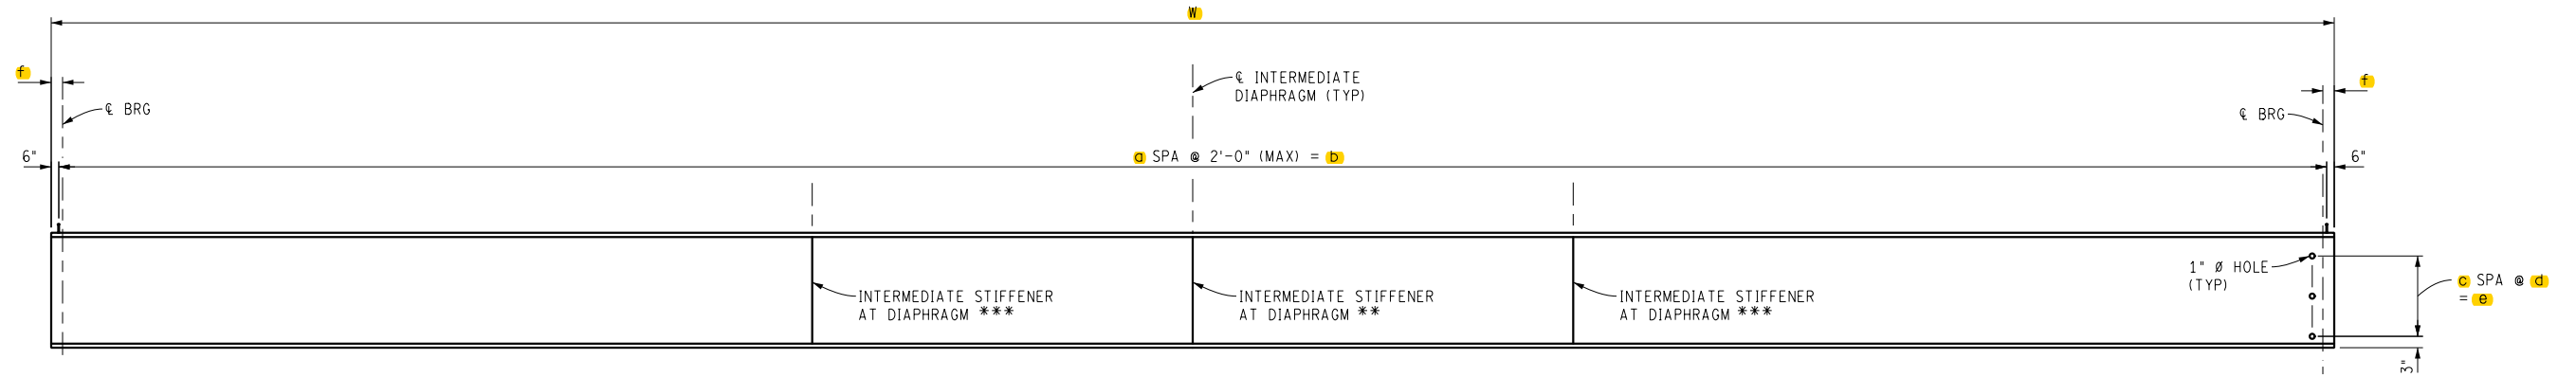 W
f
℄ INTERMEDIATE
DIAPHRAGM (TYP)
f
℄ BRG
℄ BRG
6"
a SPA @ 2'-0" (MAX) = b
6"
1" Ø HOLE
(TYP)
c SPA @ d
= e
INTERMEDIATE STIFFENER
AT DIAPHRAGM ***
INTERMEDIATE STIFFENER
AT DIAPHRAGM **
INTERMEDIATE STIFFENER
AT DIAPHRAGM ***
3"